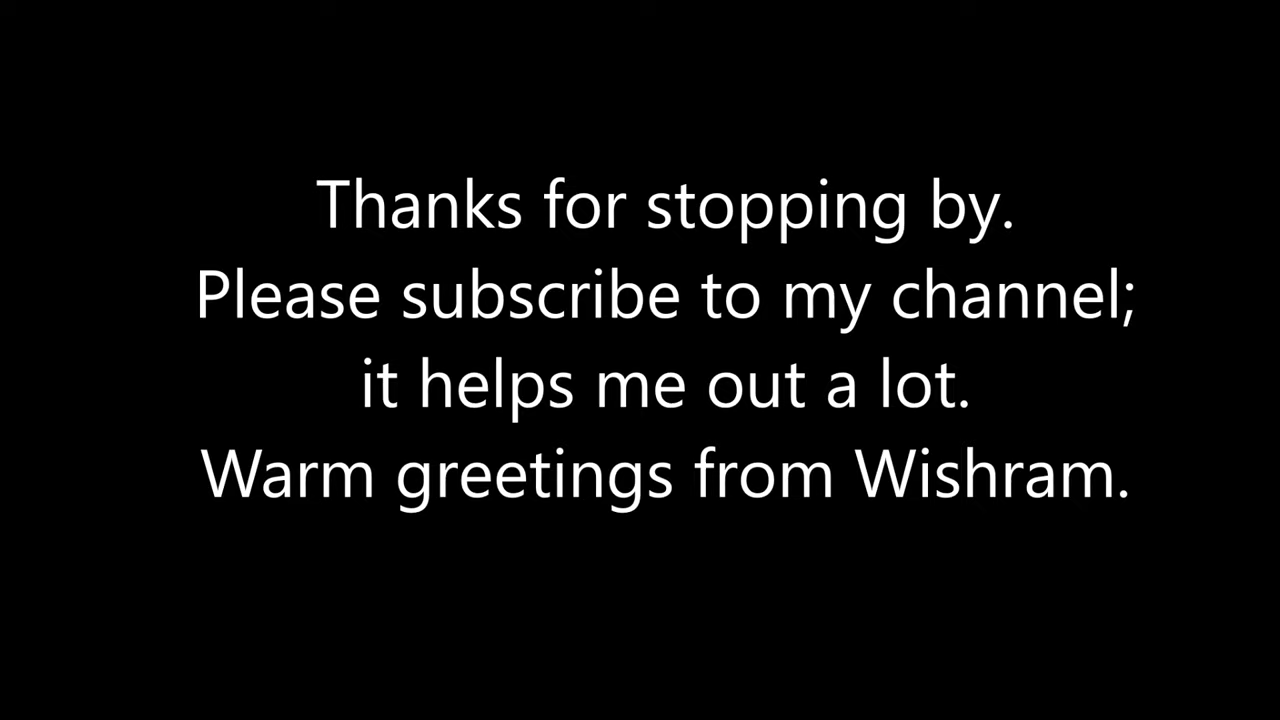 Thanks for stopping by.
Please subscribe to my channel;
it helps me out a lot.
Warm greetings from Wishram.